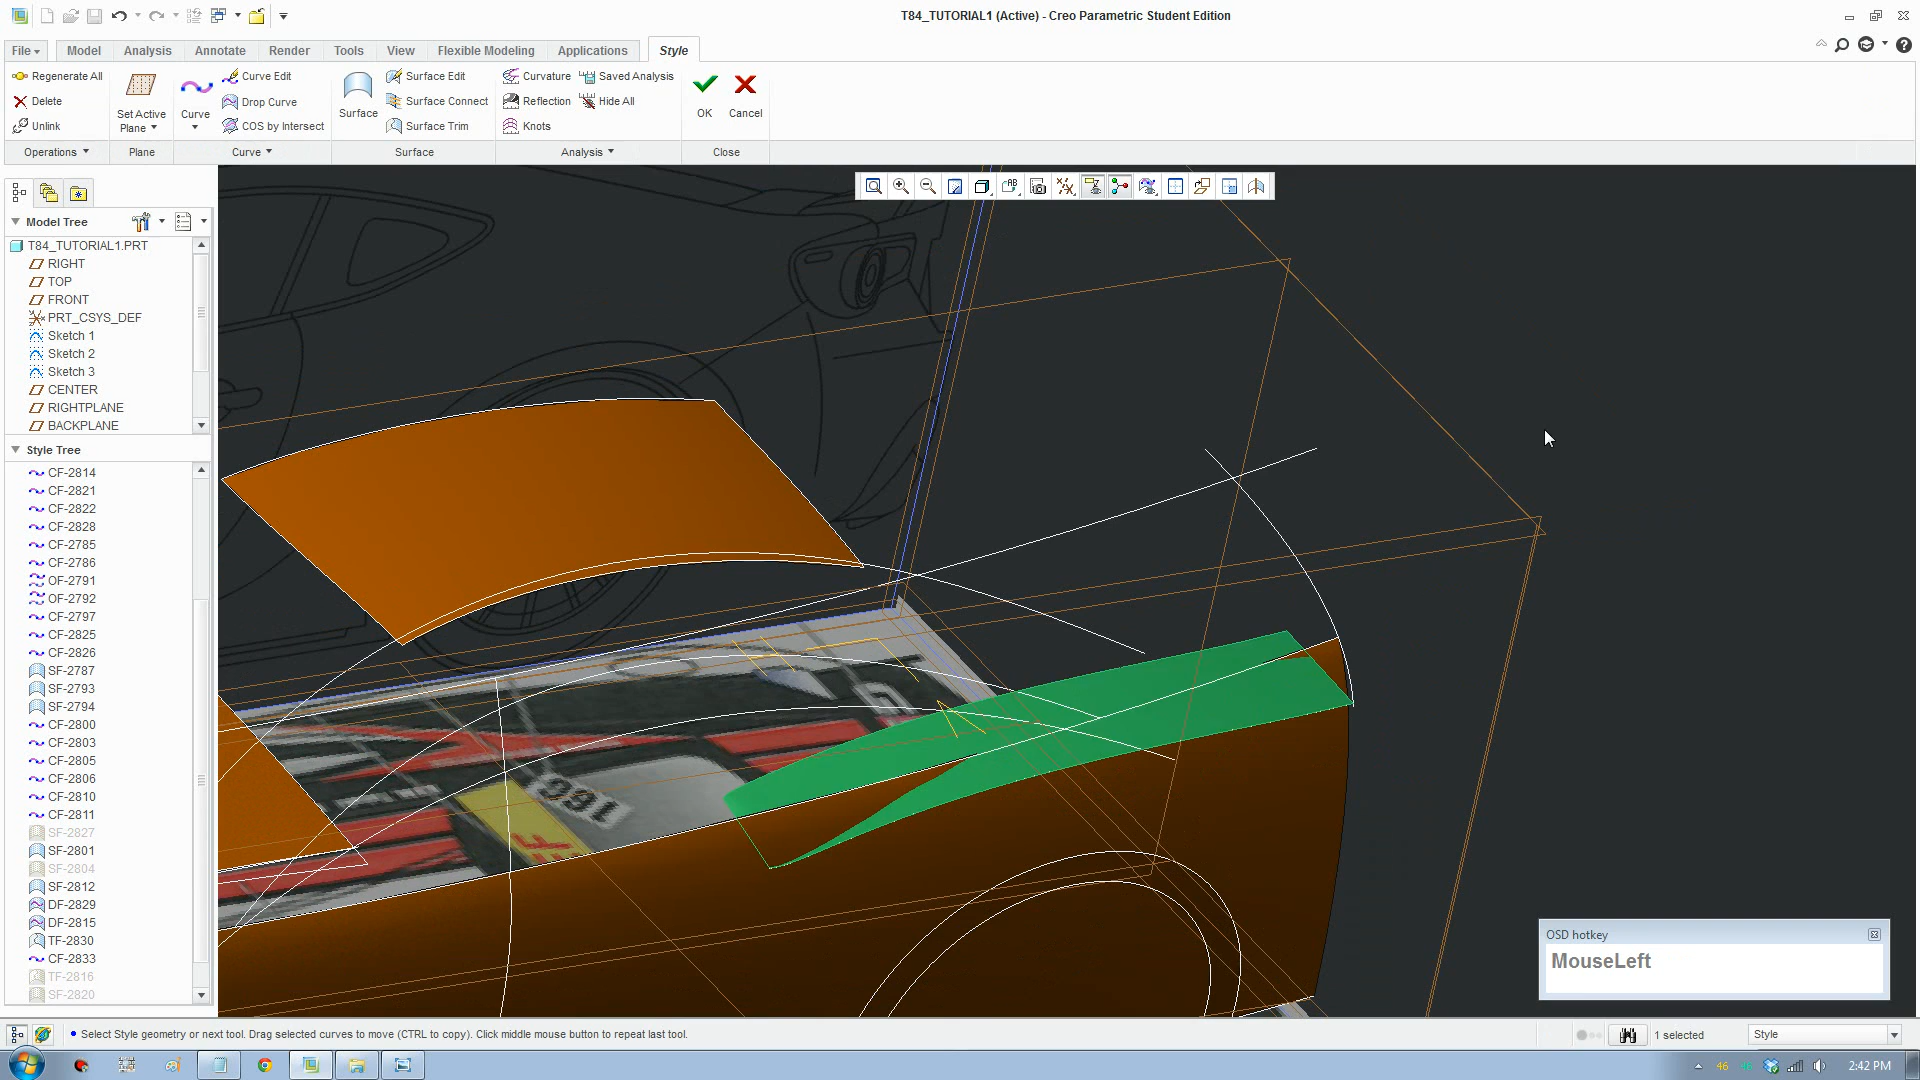 T84_TUTORIAL1 (Active) - Creo Parametric Student Edition
File Model Analysis Annotate Render Tools View Flexible Modeling Applications Style
Regenerate All
Delete
Unlink
Set Active Plane
Curve
Curve Edit
Drop Curve
COS by Intersect
Surface
Surface Edit
Surface Connect
Surface Trim
Curvature
Reflection
Knots
Saved Analysis
Hide All
OK
Cancel
Operations Plane Curve Surface Analysis Close
Model Tree
T84_TUTORIAL1.PRT
RIGHT
TOP
FRONT
PRT_CSYS_DEF
Sketch 1
Sketch 2
Sketch 3
CENTER
RIGHTPLANE
BACKPLANE
Style Tree
CF-2814
CF-2821
CF-2822
CF-2828
CF-2785
CF-2786
OF-2791
OF-2792
CF-2797
CF-2825
CF-2826
SF-2787
SF-2793
SF-2794
CF-2800
CF-2803
CF-2805
CF-2806
CF-2810
CF-2811
SF-2827
SF-2801
SF-2804
SF-2812
DF-2829
DF-2815
TF-2830
CF-2833
TF-2816
SF-2820
166
OSD hotkey
MouseLeft
Select Style geometry or next tool. Drag selected curves to move (CTRL to copy). Click middle mouse button to repeat last tool.
1 selected
Style
46
2:42 PM